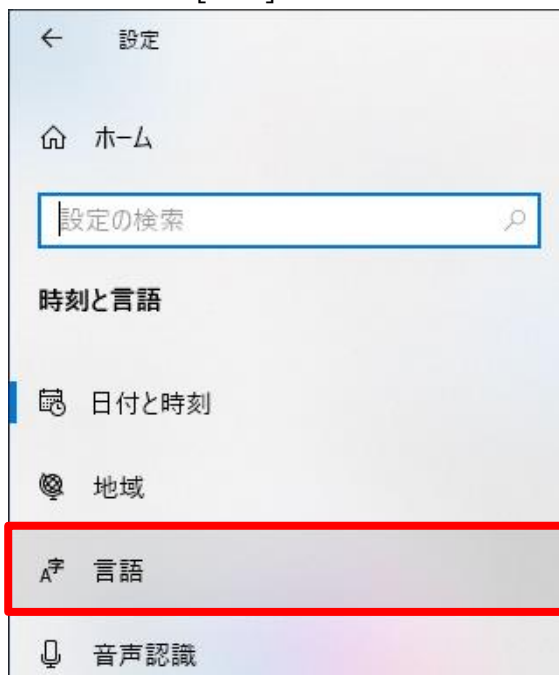 設定
ホーム
設定の検索
時刻と言語
日付と時刻
地域
言語
音声認識